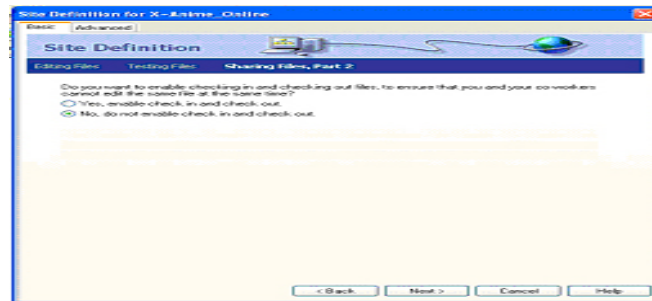 Site Definition for X-Anime_Online
Basic Advanced
Site Definition
Editing Files Testing Files Sharing Files, Part 2
Do you want to enable checking in and checking out files, to ensure that you and your co-workers
cannot edit the same file at the same time?
Yes, enable check in and check out.
No, do not enable check in and check out.
< Back Next > Cancel Help